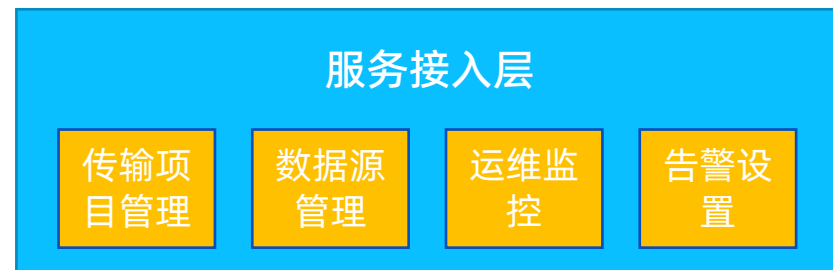 服务接入层
传输项
目管理
数据源
管理
运维监
控
告警设
置